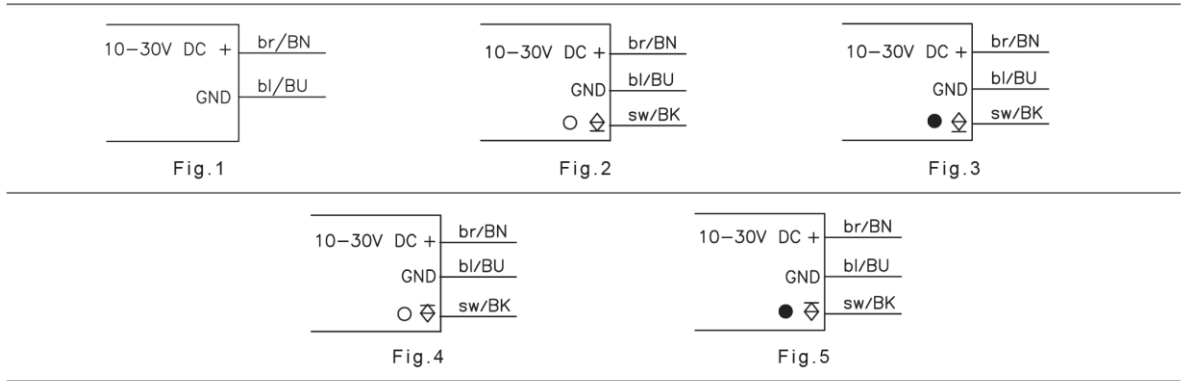 10-30V DC +
br/BN
GND
bl/BU
Fig.1
10-30V DC +
br/BN
GND
bl/BU
sw/BK
Fig.2
10-30V DC +
br/BN
GND
bl/BU
sw/BK
Fig.3
10-30V DC +
br/BN
GND
bl/BU
sw/BK
Fig.4
10-30V DC +
br/BN
GND
bl/BU
sw/BK
Fig.5